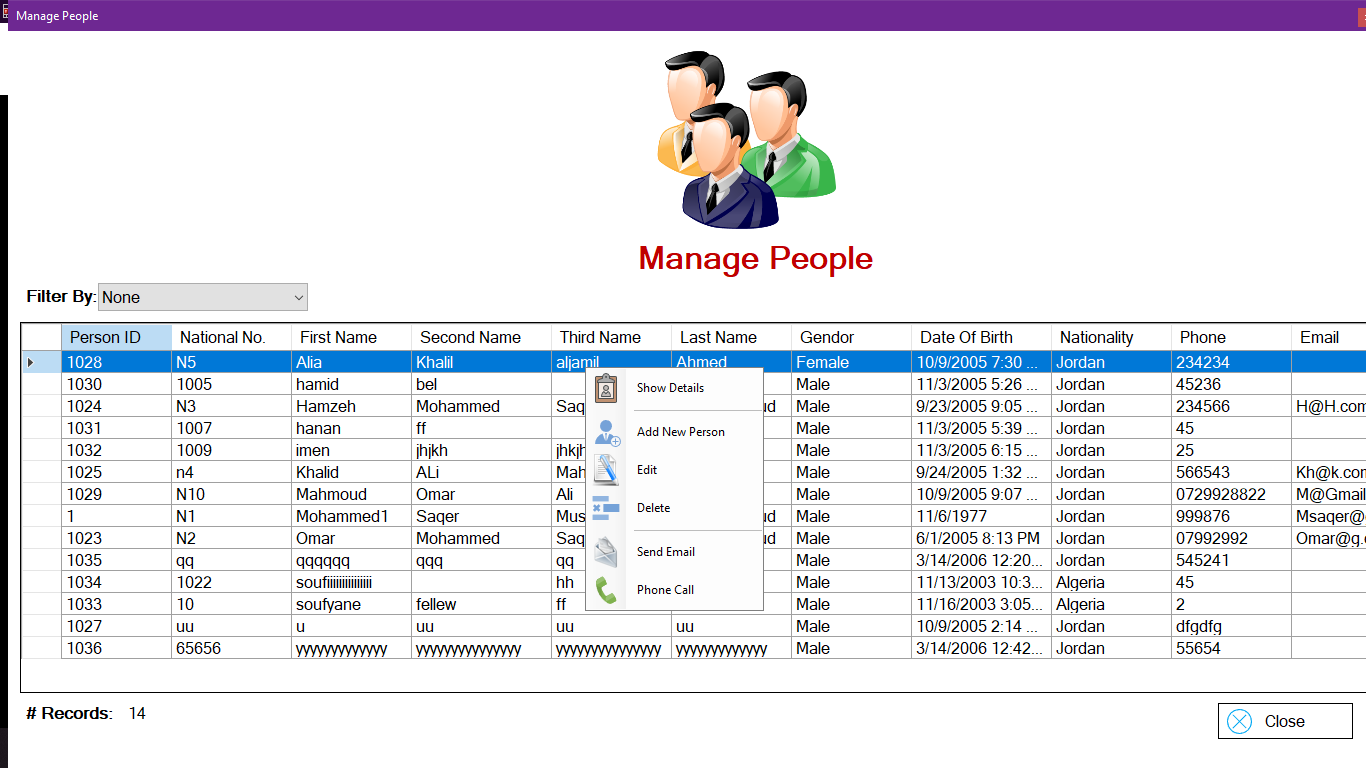 Manage People
Manage People
Filter By: None
Person ID National No. First Name Second Name Third Name Last Name Gendor Date Of Birth Nationality Phone Email
1028 N5 Alia Khalil aljamil Ahmed Female 10/9/2005 7:30 ... Jordan 234234
1030 1005 hamid bel Male 11/3/2005 5:26 ... Jordan 45236
Show Details
1024 N3 Hamzeh Mohammed Saq ud Male 9/23/2005 9:05 ... Jordan 234566 H@H.com
1031 1007 hanan ff Male 11/3/2005 5:39 ... Jordan 45
Add New Person
1032 1009 imen jhjkh jhkjh Male 11/3/2005 6:15 ... Jordan 25
1025 n4 Khalid ALi Mah Male 9/24/2005 1:32 ... Jordan 566543 Kh@k.com
Edit
1029 N10 Mahmoud Omar Ali Male 10/9/2005 9:07 ... Jordan 0729928822 M@Gmail
Delete
1 N1 Mohammed1 Saqer Mus ud Male 11/6/1977 Jordan 999876 Msaqer@
1023 N2 Omar Mohammed Saq ud Male 6/1/2005 8:13 PM Jordan 07992992 Omar@g.
Send Email
1035 qq qqqqqq qqq qq Male 3/14/2006 12:20... Jordan 545241
1034 1022 soufiiiiiiiiiiiiiii hh Male 11/13/2003 10:3... Algeria 45
Phone Call
1033 10 soufyane fellew ff Male 11/16/2003 3:05... Algeria 2
1027 uu u uu uu uu Male 10/9/2005 2:14 ... Jordan dfgdfg
1036 65656 yyyyyyyyyyy yyyyyyyyyyyyy yyyyyyyyyyyyy yyyyyyyyyyy Male 3/14/2006 12:42... Jordan 55654
# Records: 14
Close